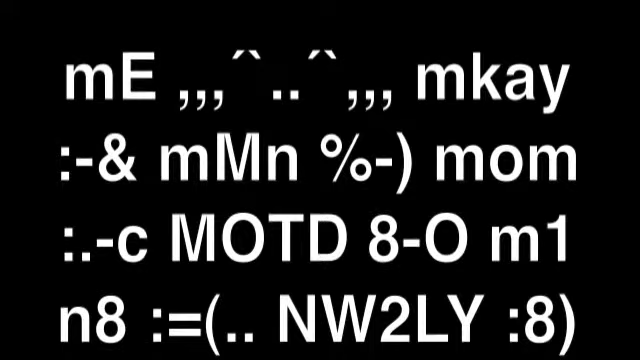 mE ,,,´`..´`,,, mkay
:-& mMn %-) mom
:.-c MOTD 8-O m1
n8 :=(.. NW2LY :8)